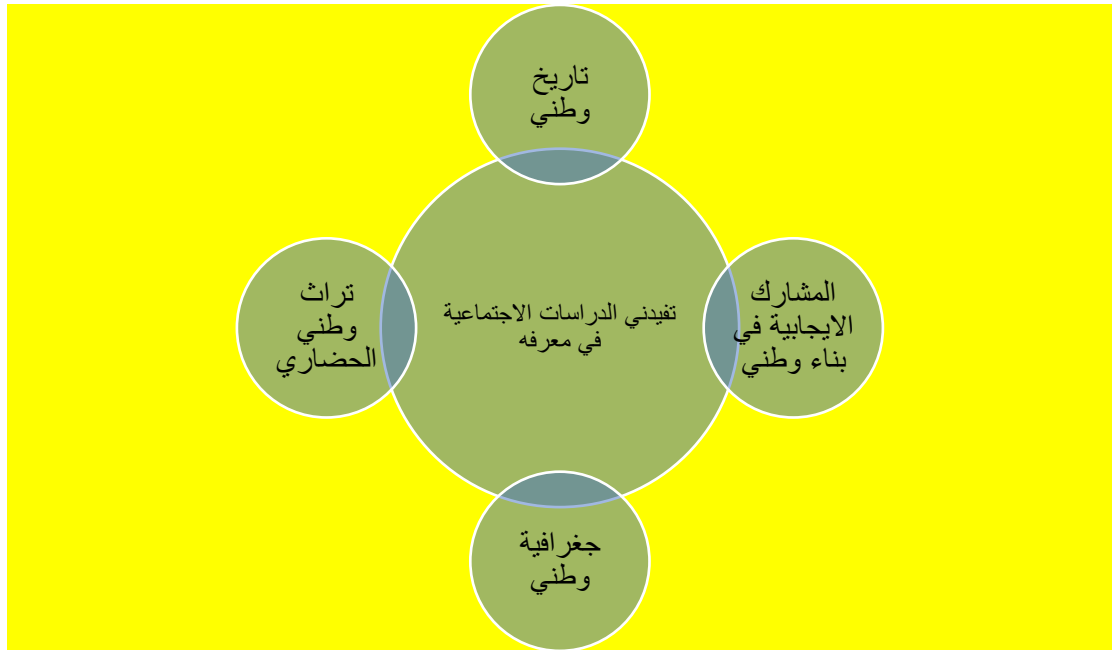 تاريخ
وطني
المشارك
الايجابية في
بناء وطني
تفيدني الدراسات الاجتماعية
في معرفه
تراث
وطني
الحضاري
جغرافية
وطني